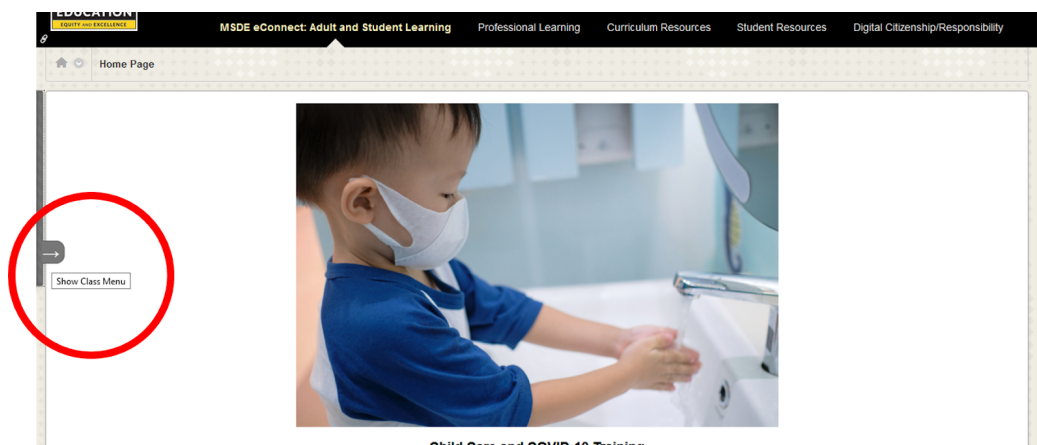 EDUCATION
EQUITY AND EXCELLENCE
MSDE eConnect: Adult and Student Learning
Professional Learning
Curriculum Resources
Student Resources
Digital Citizenship/Responsibility
Home Page
Show Class Menu
Child Care and COVID-19 Training